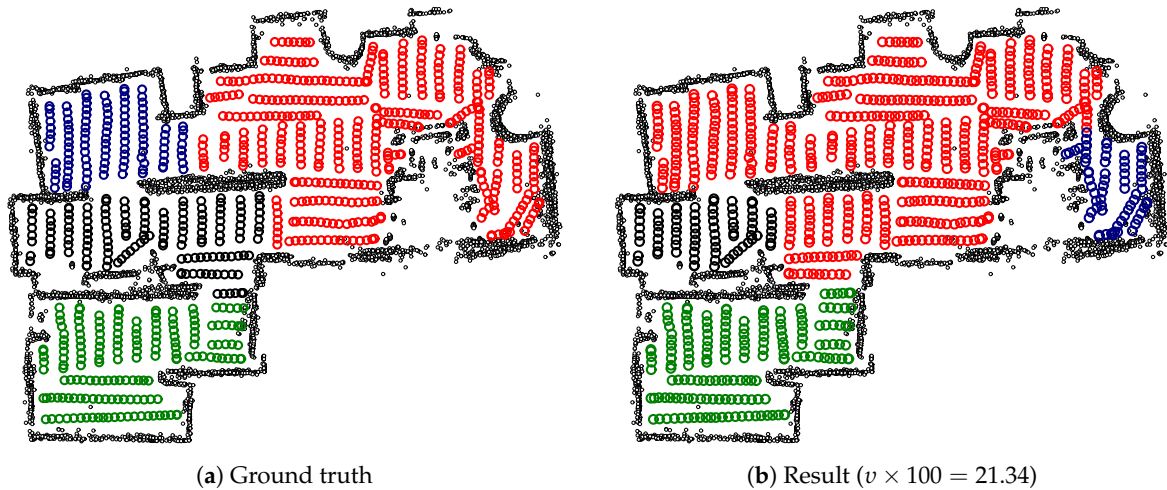 (a) Ground truth
(b) Result (v × 100 = 21.34)